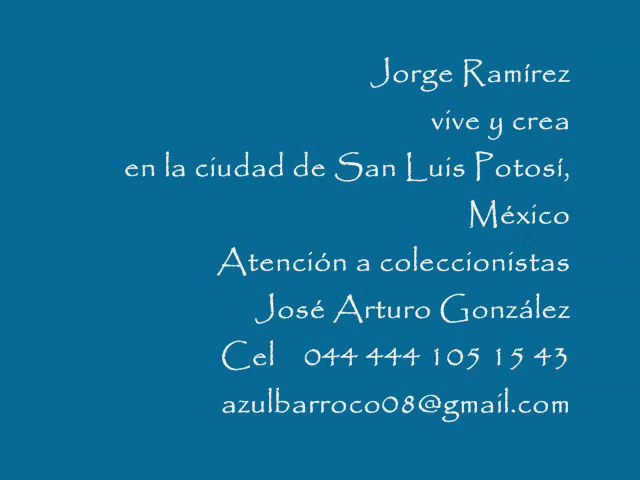 Jorge Ramírez
vive y crea
en la ciudad de San Luis Potosí,
México
Atención a coleccionistas
José Arturo González
Cel 044 444 105 15 43
azulbarroco08@gmail.com